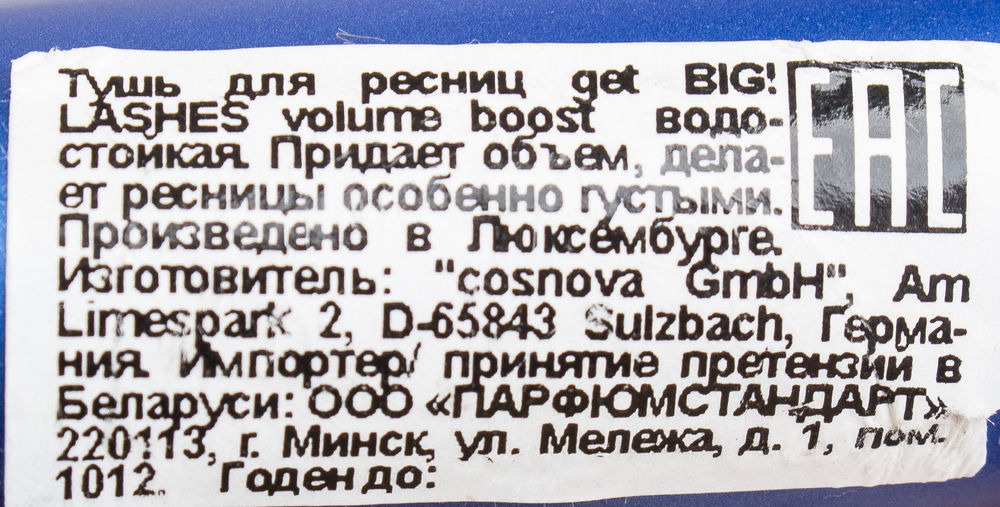 Тушь для ресниц get BIG!
LASHES volume boost водо-
стойкая. Придает объем, дела-
ет ресницы особенно густыми.
Произведено в Люксембурге.
Изготовитель: "cosnova GmbH", Am
Limespark 2, D-65843 Sulzbach, Герма-
ния. Импортер/ принятие претензии в
Беларуси: ООО «ПАРФЮМСТАНДАРТ»
220113, г. Минск, ул. Мележа, д. 1, пом.
1012. Годен до:
EAC